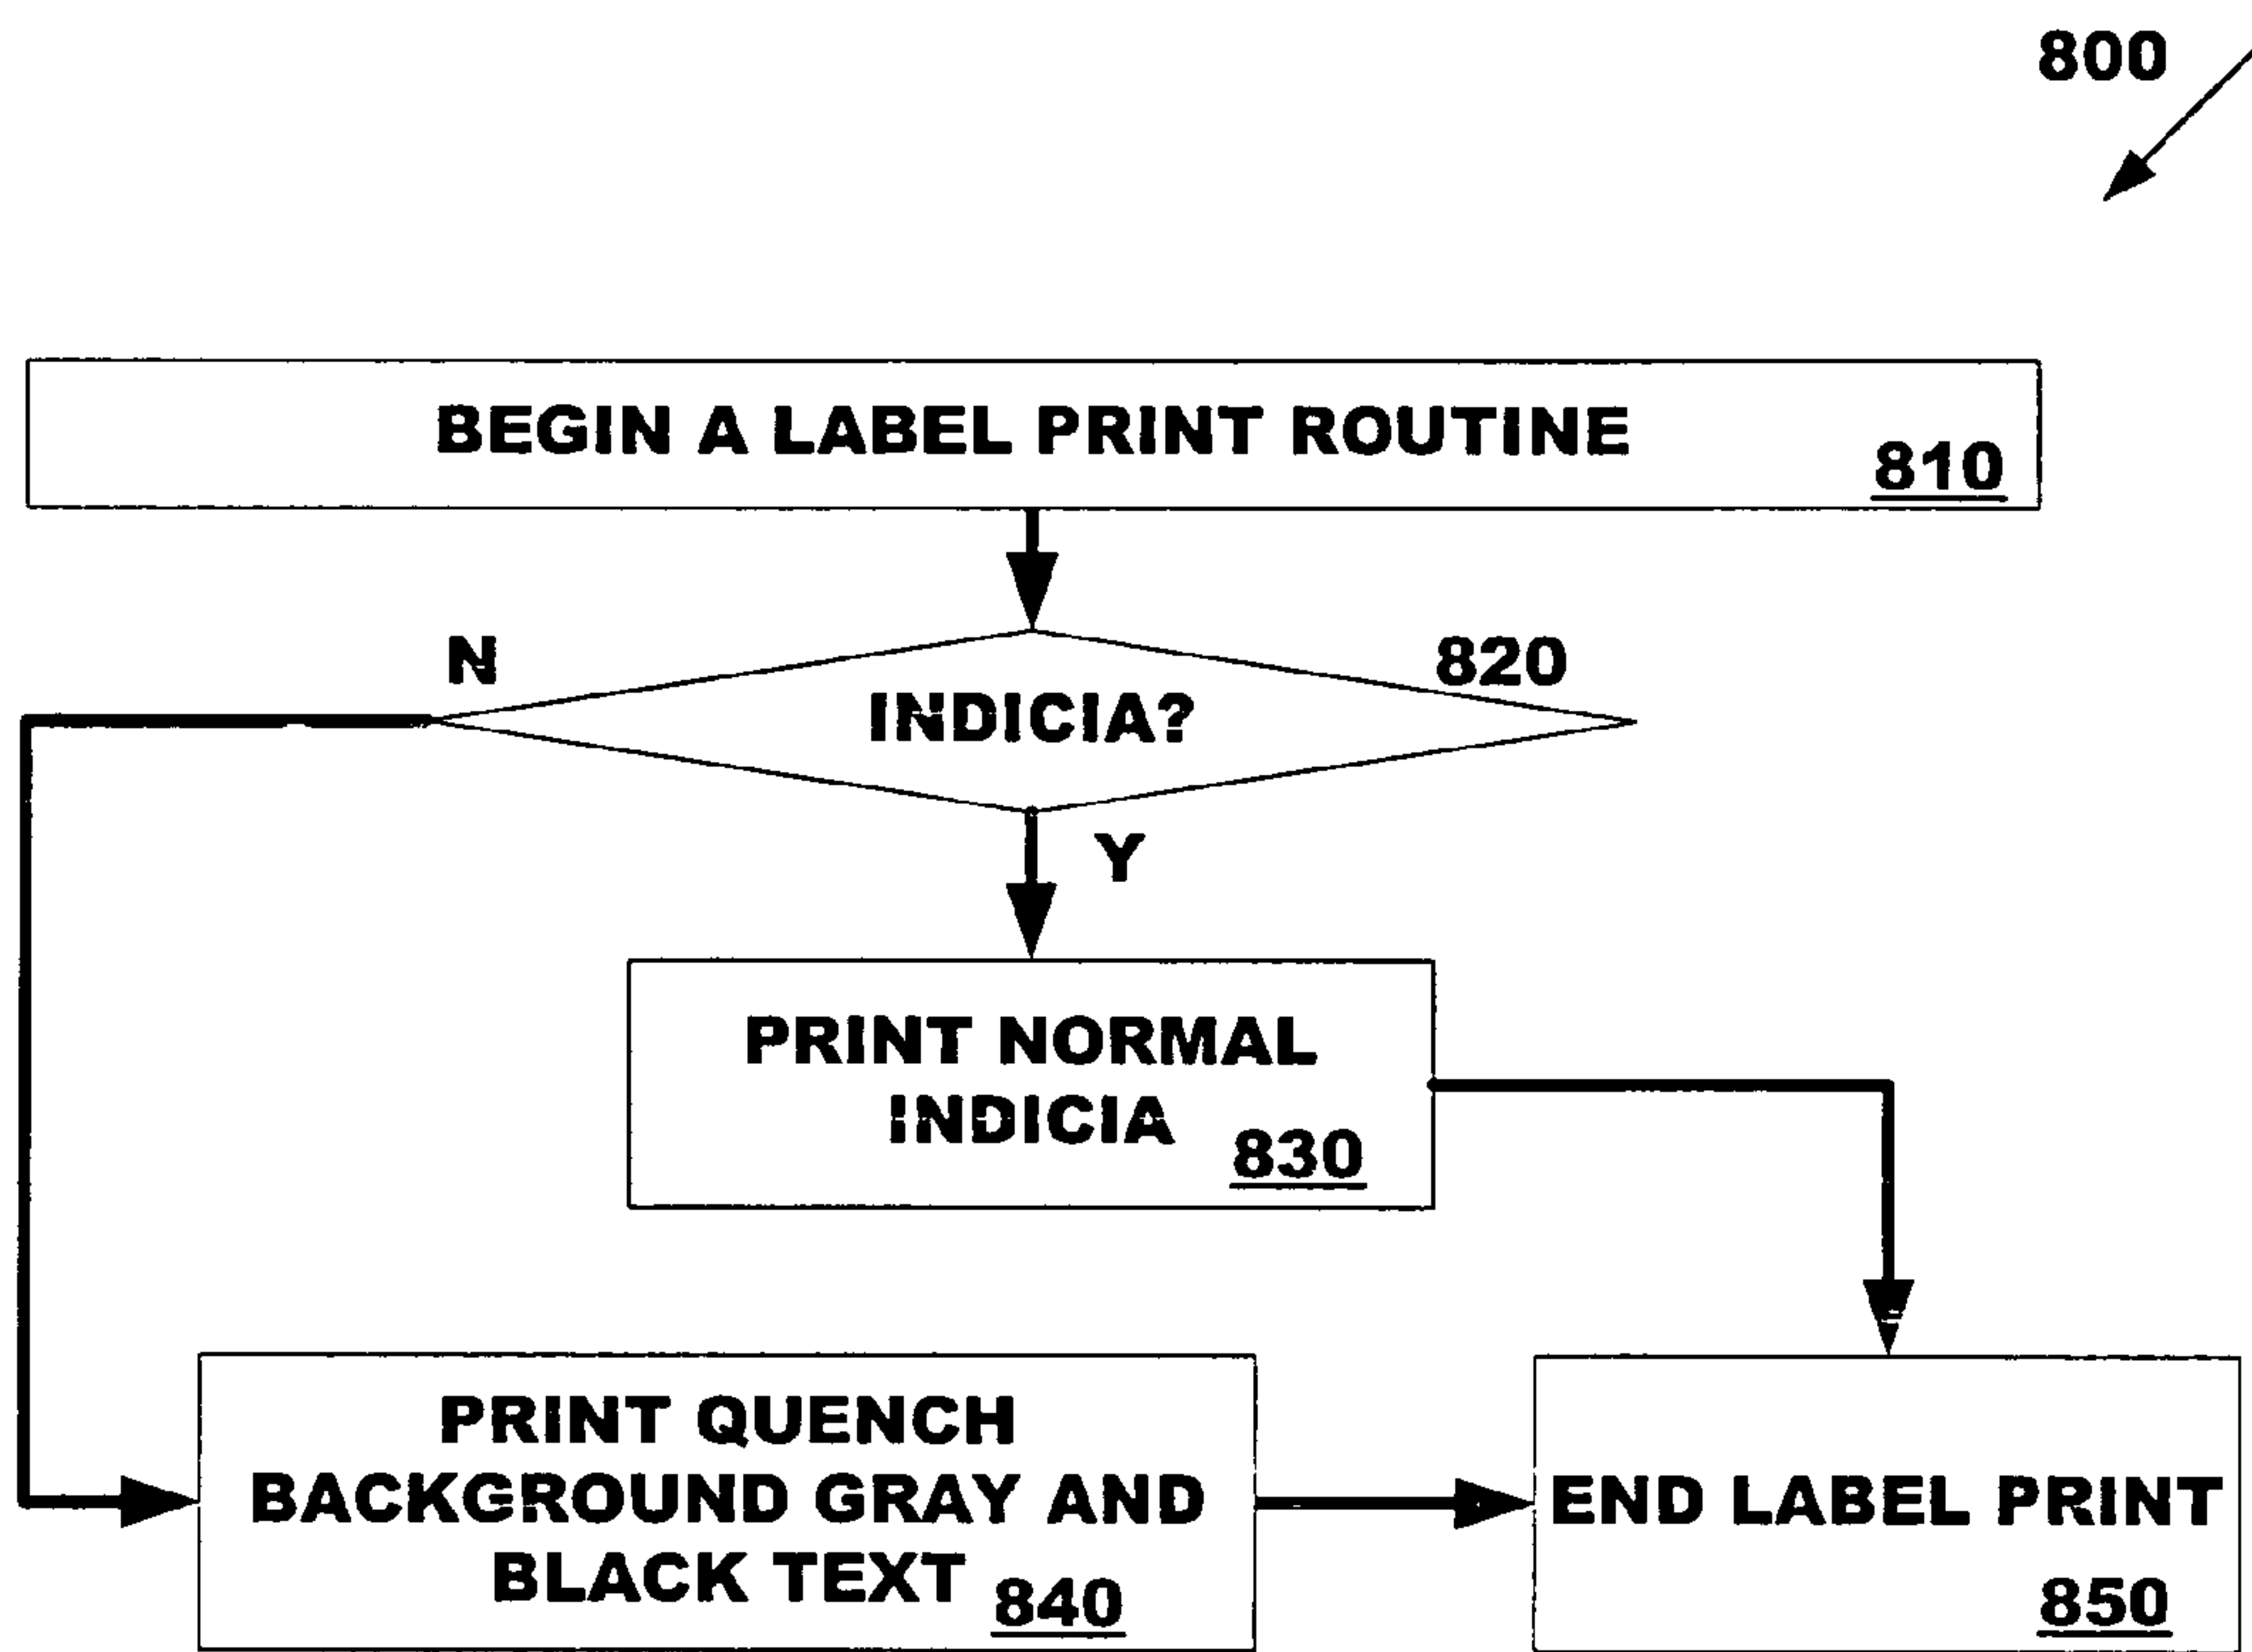 800
BEGIN A LABEL PRINT ROUTINE
810
N
820
INDICIA?
Y
PRINT NORMAL
INDICIA
830
PRINT QUENCH
BACKGROUND GRAY AND
BLACK TEXT
840
END LABEL PRINT
850